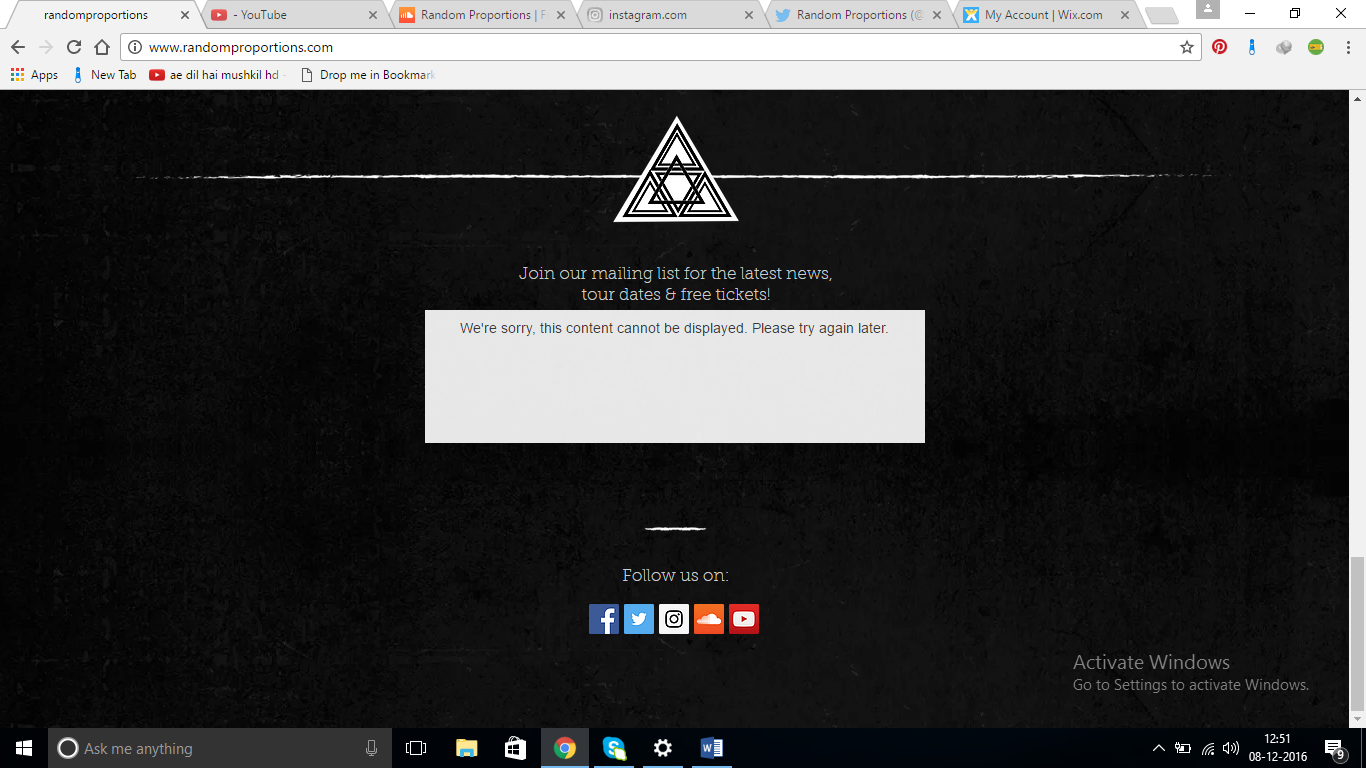 randomproportions
- YouTube
Random Proportions | F
instagram.com
Random Proportions (@
My Account | Wix.com
www.randomproportions.com
Apps
New Tab
ae dil hai mushkil hd -
Drop me in Bookmark
Join our mailing list for the latest news,
tour dates & free tickets!
We're sorry, this content cannot be displayed. Please try again later.
Follow us on:
Activate Windows
Go to Settings to activate Windows.
Ask me anything
12:51
08-12-2016
9